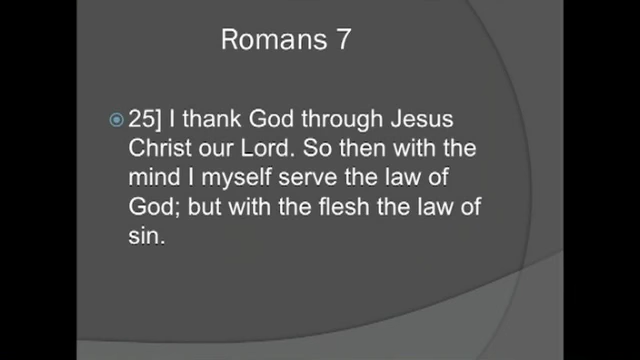 Romans 7
25] I thank God through Jesus
Christ our Lord. So then with the
mind I myself serve the law of
God; but with the flesh the law of
sin.